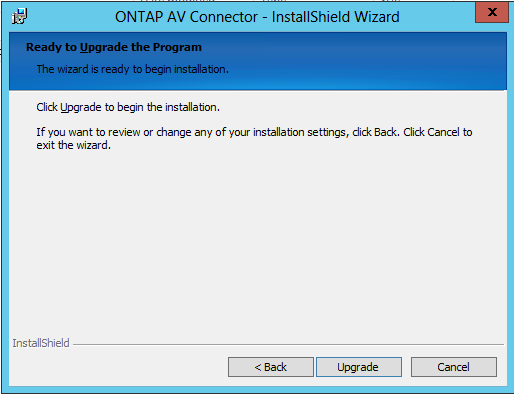 ONTAP AV Connector - InstallShield Wizard
x
Ready to Upgrade the Program
The wizard is ready to begin installation.
Click Upgrade to begin the installation.
If you want to review or change any of your installation settings, click Back. Click Cancel to
exit the wizard.
InstallShield
< Back
Upgrade
Cancel